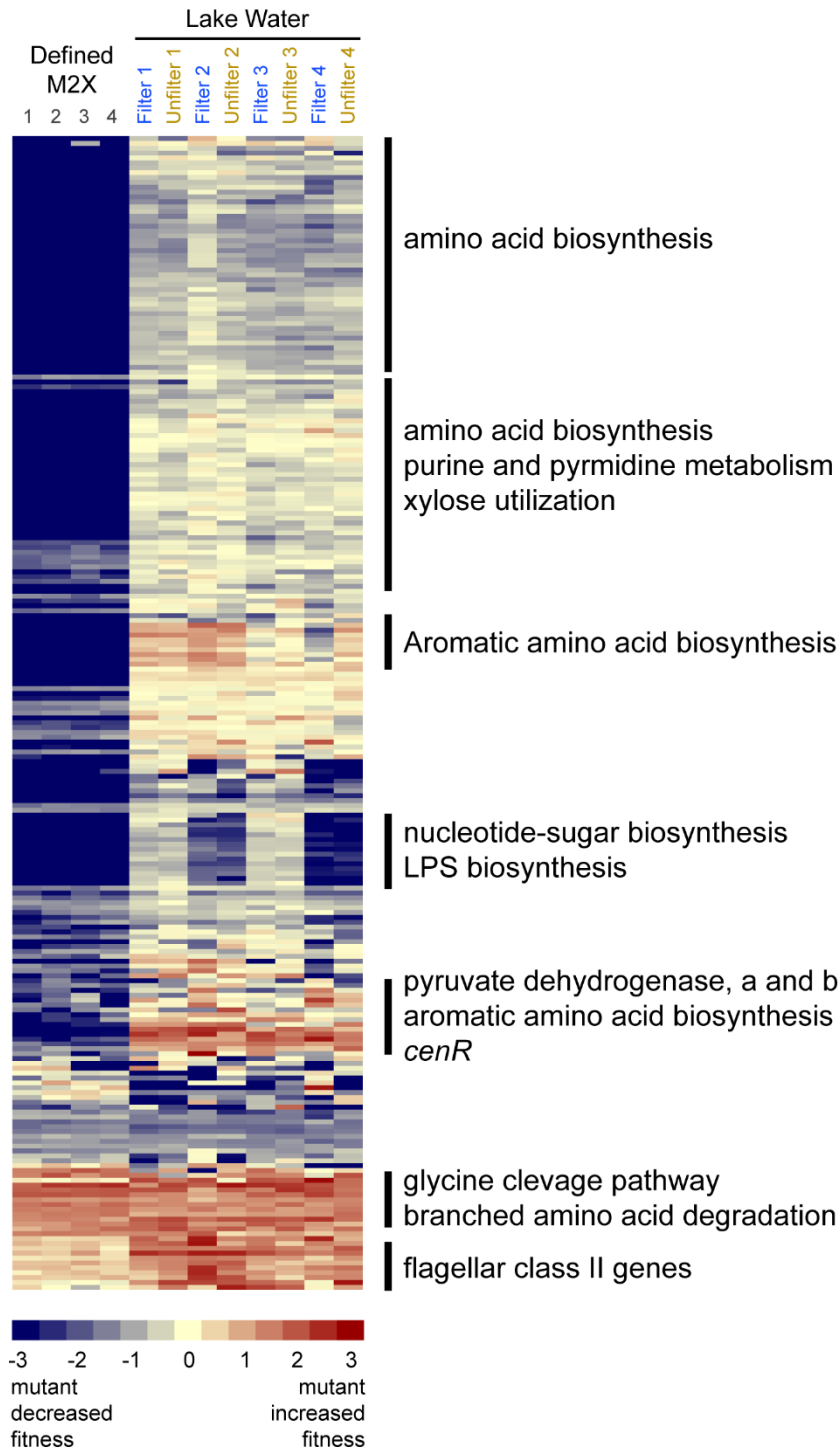 Lake Water
Defined
M2X
1 2 3 4
Filter 1
Unfilter 1
Filter 2
Unfilter 2
Filter 3
Unfilter 3
Filter 4
Unfilter 4
amino acid biosynthesis
amino acid biosynthesis
purine and pyrmidine metabolism
xylose utilization
Aromatic amino acid biosynthesis
nucleotide-sugar biosynthesis
LPS biosynthesis
pyruvate dehydrogenase, a and b
aromatic amino acid biosynthesis
cenR
glycine clevage pathway
branched amino acid degradation
flagellar class II genes
-3 -2 -1 0 1 2 3
mutant
decreased
fitness
mutant
increased
fitness